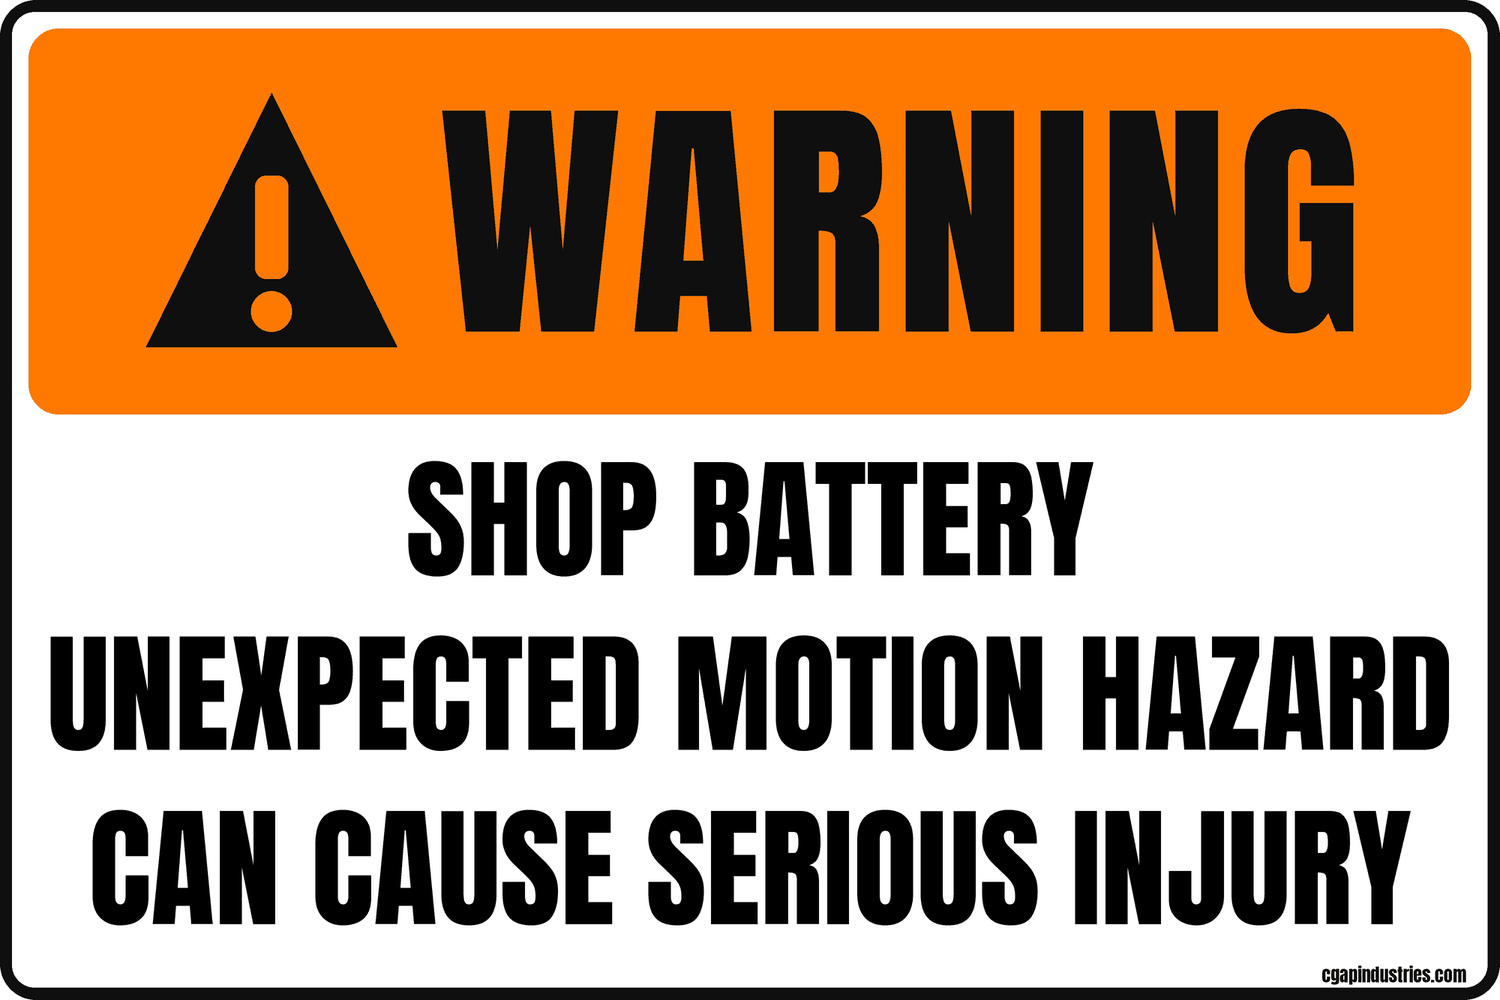 WARNING
SHOP BATTERY
UNEXPECTED MOTION HAZARD
CAN CAUSE SERIOUS INJURY
cgapindustries.com